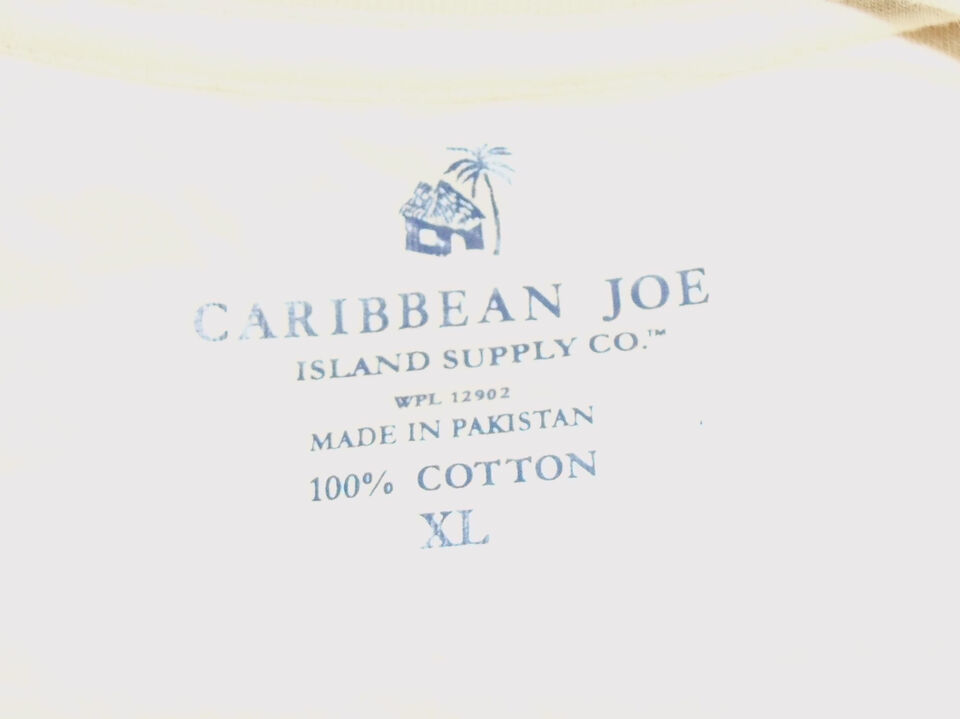 CARIBBEAN JOE
ISLAND SUPPLY CO.™
WPL 12902
MADE IN PAKISTAN
100% COTTON
XL